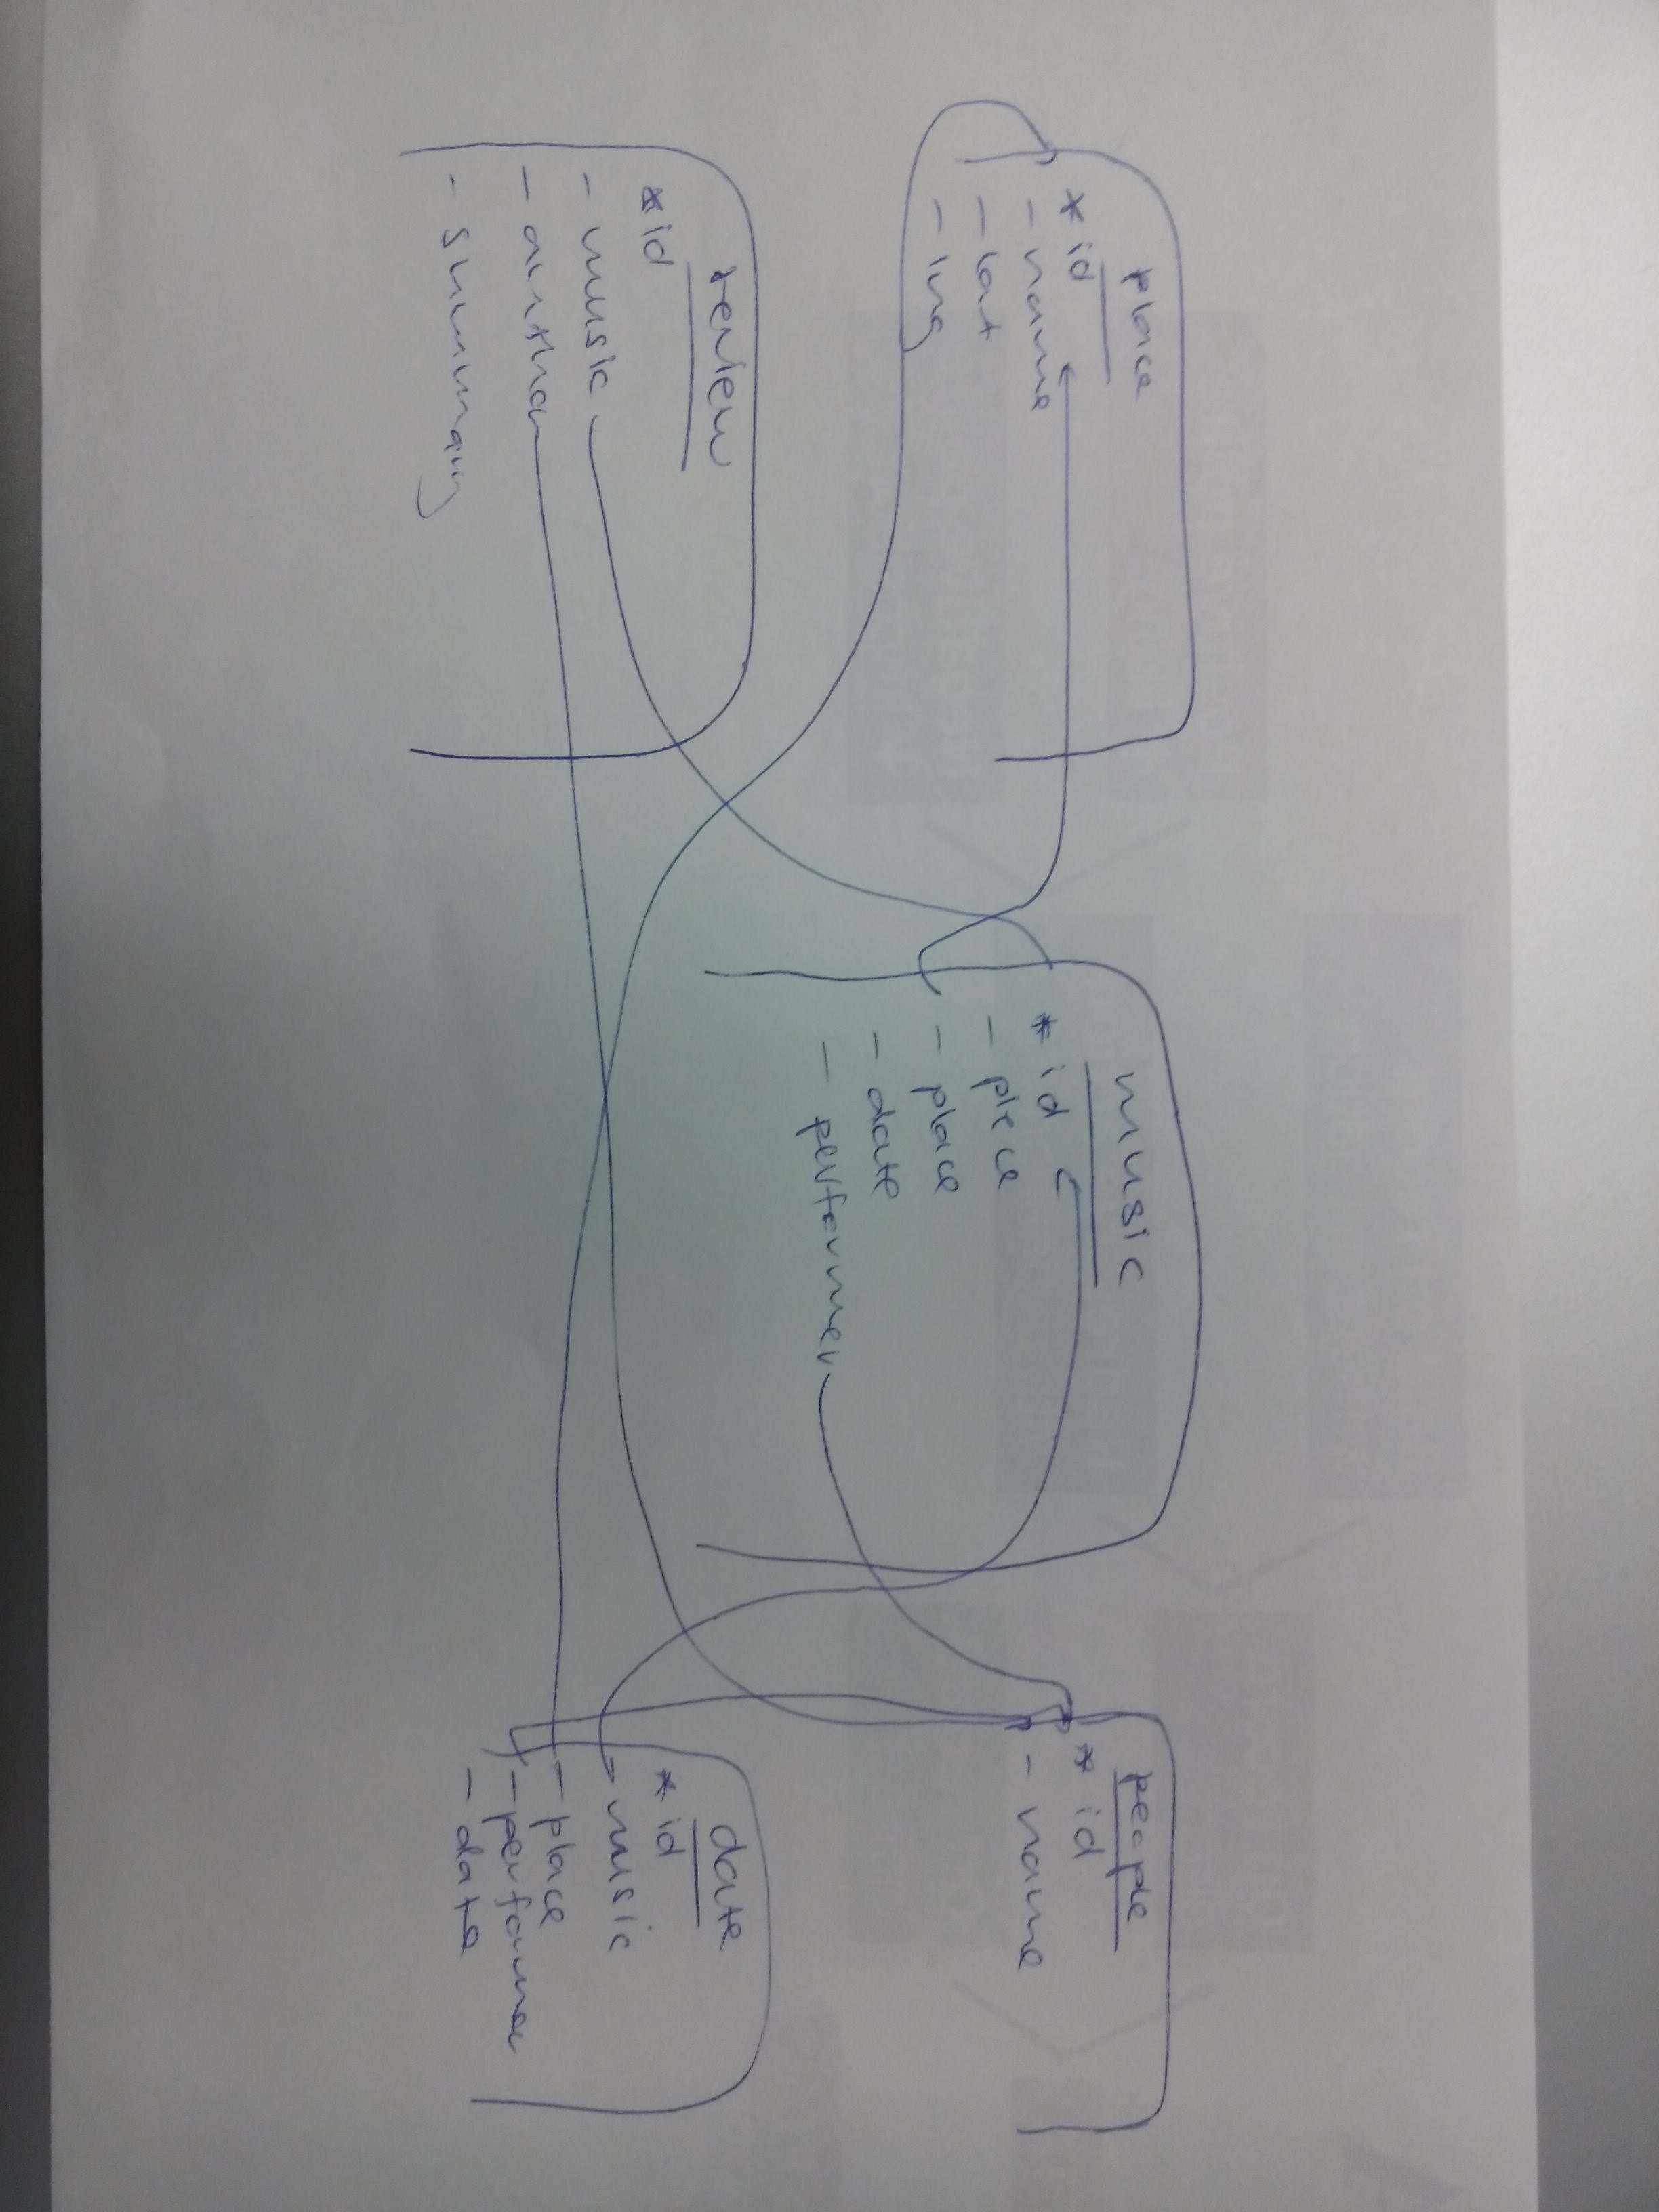 place
* id
- name
- lat
- lng
music
* id
- piece
- place
- date
- performer
people
* id
- name
review
* id
- music
- author
- summary
date
* id
- music
- place
- performer
- date